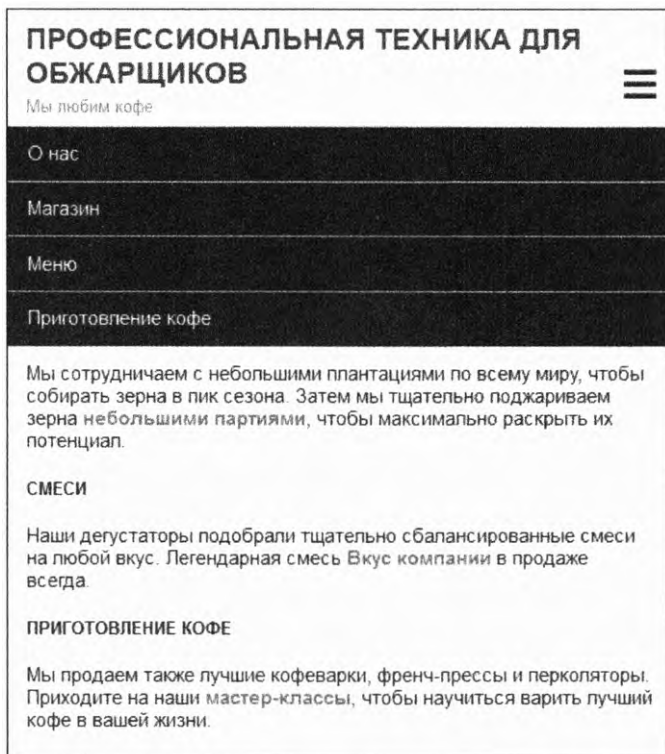 ПРОФЕССИОНАЛЬНАЯ ТЕХНИКА ДЛЯ
ОБЖАРЩИКОВ
Мы любим кофе
О нас
Магазин
Меню
Приготовление кофе
Мы сотрудничаем с небольшими плантациями по всему миру, чтобы
собирать зерна в пик сезона. Затем мы тщательно поджариваем
зерна небольшими партиями, чтобы максимально раскрыть их
потенциал.
СМЕСИ
Наши дегустаторы подобрали тщательно сбалансированные смеси
на любой вкус. Легендарная смесь Вкус компании в продаже
всегда.
ПРИГОТОВЛЕНИЕ КОФЕ
Мы продаем также лучшие кофеварки, френч-прессы и перколяторы.
Приходите на наши мастер-классы, чтобы научиться варить лучший
кофе в вашей жизни.